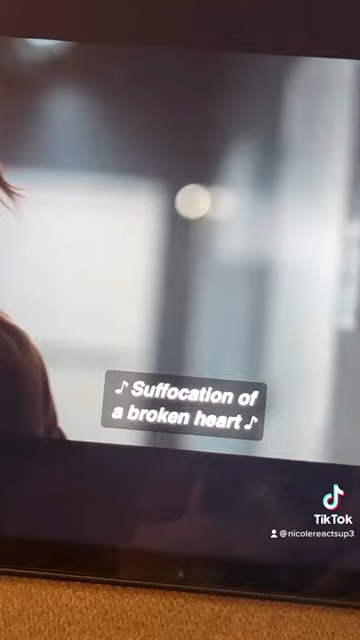 ♪ Suffocation of
a broken heart ♪
TikTok
@nicolereactsup3